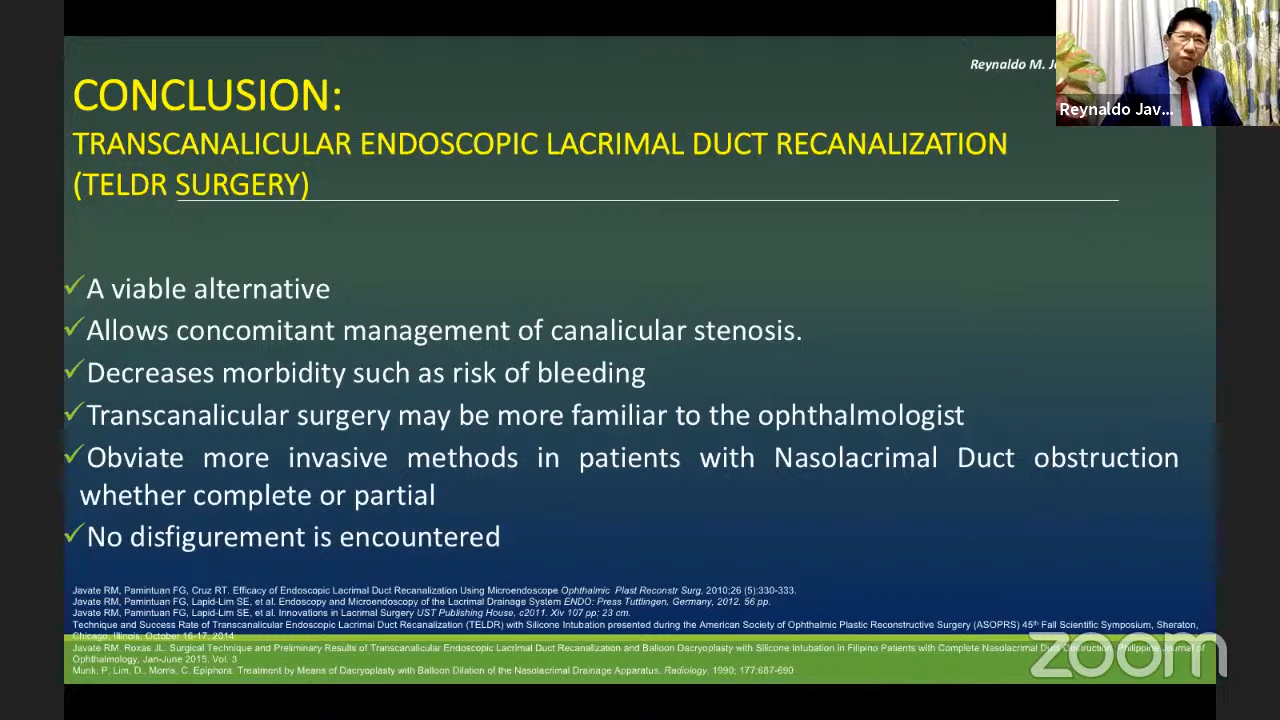 Reynaldo M.
Reynaldo Jav...
CONCLUSION:
TRANSCANALICULAR ENDOSCOPIC LACRIMAL DUCT RECANALIZATION
(TELDR SURGERY)
✓A viable alternative
✓Allows concomitant management of canalicular stenosis.
✓Decreases morbidity such as risk of bleeding
✓Transcanalicular surgery may be more familiar to the ophthalmologist
✓Obviate more invasive methods in patients with Nasolacrimal Duct obstruction
whether complete or partial
✓No disfigurement is encountered
Javate RM, Pamintuan FG, Cruz RT. Efficacy of Endoscopic Lacrimal Duct Recanalization Using Microendoscope Ophthalmic Plast Reconstr Surg, 2010;26 (5):330-333.
Javate RM, Pamintuan FG, Lapid-Lim SE, et al. Endoscopy and Microendoscopy of the Lacrimal Drainage System ENDO: Press Tuttlingen, Germany, 2012. 56 pp.
Javate RM, Pamintuan FG, Lapid-Lim SE, et al. Innovations in Lacrimal Surgery UST Publishing House, c2011. Xiv 107 pp: 23 cm.
Technique and Success Rate of Transcanalicular Endoscopic Lacrimal Duct Recanalization (TELDR) with Silicone Intubation presented during the American Society of Ophthalmic Plastic Reconstructive Surgery (ASOPRS) 45th Fall Scientific Symposium, Sheraton,
Chicago, Illinois, October 16-17, 2014
Javate RM, Roxas JL. Surgical Technique and Preliminary Results of Transcanalicular Endoscopic Lacrimal Duct Recanalization and Balloon Dacryoplasty with Silicone Intubation in Filipino Patients with Complete Nasolacrimal Duct Obstruction, Philippine Journal of
Ophthalmology, Jan-June 2015, Vol. 3
Munk, P, Lim, D., Morris, C. Epiphora. Treatment by Means of Dacryoplasty with Balloon Dilation of the Nasolacrimal Drainage Apparatus. Radiology. 1990; 177:687-690
zoom